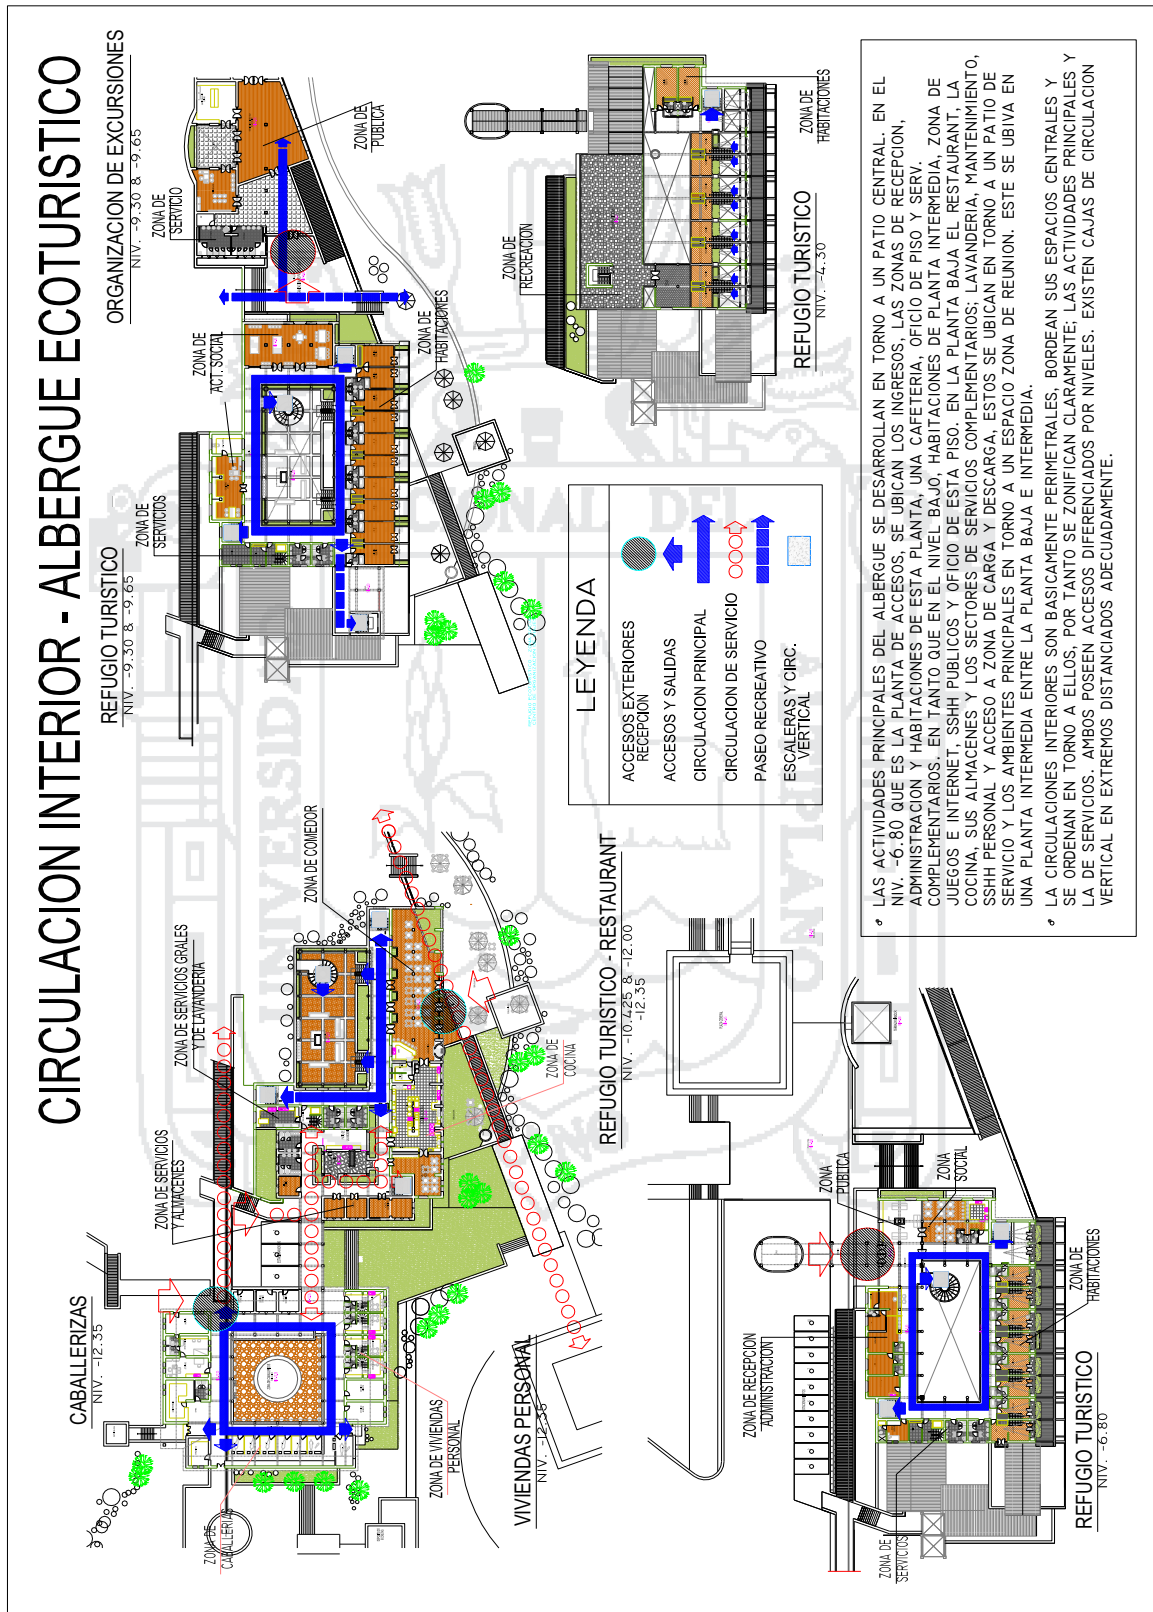 CIRCULACION INTERIOR - ALBERGUE ECOTURISTICO
CABALLERIZAS
NIV. -12.35
ZONA DE SERVICIOS
Y ALMACENES
ZONA DE SERVICIOS GRALES
Y DE LAVANDERIA
ZONA DE COMEDOR
ZONA DE
COCINA
ZONA DE
CABALLERIAS
ZONA DE VIVIENDAS
PERSONAL
VIVIENDAS PERSONAL
NIV. -12.35
REFUGIO TURISTICO - RESTAURANT
NIV. -10.425 & -12.00
-12.35
REFUGIO TURISTICO
NIV. -9.30 & -9.65
ZONA DE
SERVICIOS
ZONA DE
ACT. SOCIAL
ZONA DE
HABITACIONES
ORGANIZACION DE EXCURSIONES
NIV. -9.30 & -9.65
ZONA DE
SERVICIO
ZONA DE
PUBLICA
ZONA DE
RECREACION
ZONA DE
HABITACIONES
REFUGIO TURISTICO
NIV. -4.30
LEYENDA
ACCESOS EXTERIORES
RECEPCION
ACCESOS Y SALIDAS
CIRCULACION PRINCIPAL
CIRCULACION DE SERVICIO
PASEO RECREATIVO
ESCALERAS Y CIRC.
VERTICAL
ZONA DE RECEPCION
ADMINISTRACION
ZONA
PUBLICA
ZONA
SOCIAL
ZONA DE
HABITACIONES
ZONA DE
SERVICIOS
REFUGIO TURISTICO
NIV. -6.80
LAS ACTIVIDADES PRINCIPALES DEL ALBERGUE SE DESARROLLAN EN TORNO A UN PATIO CENTRAL. EN EL
NIV. -6.80 QUE ES LA PLANTA DE ACCESOS, SE UBICAN LOS INGRESOS, LAS ZONAS DE RECEPCION,
ADMINISTRACION Y HABITACIONES DE ESTA PLANTA, UNA CAFETERIA, OFICIO DE PISO Y SERV.
COMPLEMENTARIOS. EN TANTO QUE EN EL NIVEL BAJO, HABITACIONES DE PLANTA INTERMEDIA, ZONA DE
JUEGOS E INTERNET, SSHH PUBLICOS Y OFICIO DE ESTA PISO. EN LA PLANTA BAJA EL RESTAURANT, LA
COCINA, SUS ALMACENES Y LOS SECTORES DE SERVICIOS COMPLEMENTARIOS; LAVANDERIA, MANTENIMIENTO,
SSHH PERSONAL Y ACCESO A ZONA DE CARGA Y DESCARGA, ESTOS SE UBICAN EN TORNO A UN PATIO DE
SERVICIO Y LOS AMBIENTES PRINCIPALES EN TORNO A UN ESPACIO ZONA DE REUNION. ESTE SE UBIVA EN
UNA PLANTA INTERMEDIA ENTRE LA PLANTA BAJA E INTERMEDIA.
LA CIRCULACIONES INTERIORES SON BASICAMENTE PERIMETRALES, BORDEAN SUS ESPACIOS CENTRALES Y
SE ORDENAN EN TORNO A ELLOS, POR TANTO SE ZONIFICAN CLARAMENTE; LAS ACTIVIDADES PRINCIPALES Y
LA DE SERVICIOS. AMBOS POSEEN ACCESOS DIFERENCIADOS POR NIVELES. EXISTEN CAJAS DE CIRCULACION
VERTICAL EN EXTREMOS DISTANCIADOS ADECUADAMENTE.